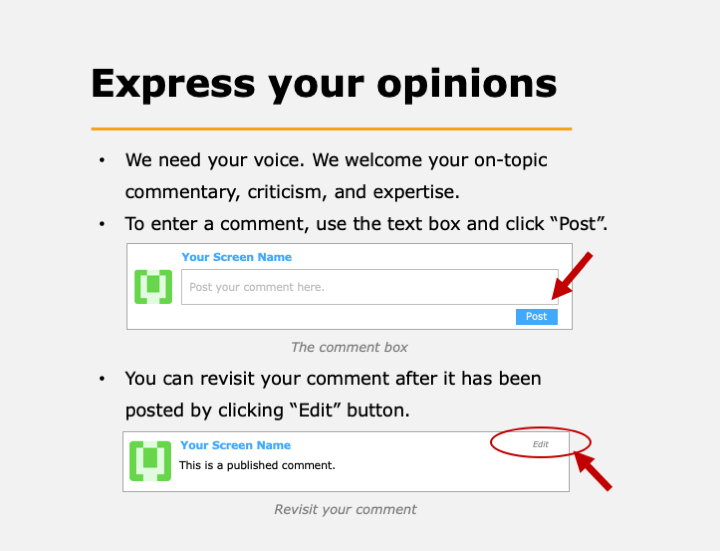 Express your opinions
• We need your voice. We welcome your on-topic
commentary, criticism, and expertise.
• To enter a comment, use the text box and click “Post”.
Your Screen Name
Post your comment here.
Post
The comment box
• You can revisit your comment after it has been
posted by clicking “Edit” button.
Your Screen Name
Edit
This is a published comment.
Revisit your comment